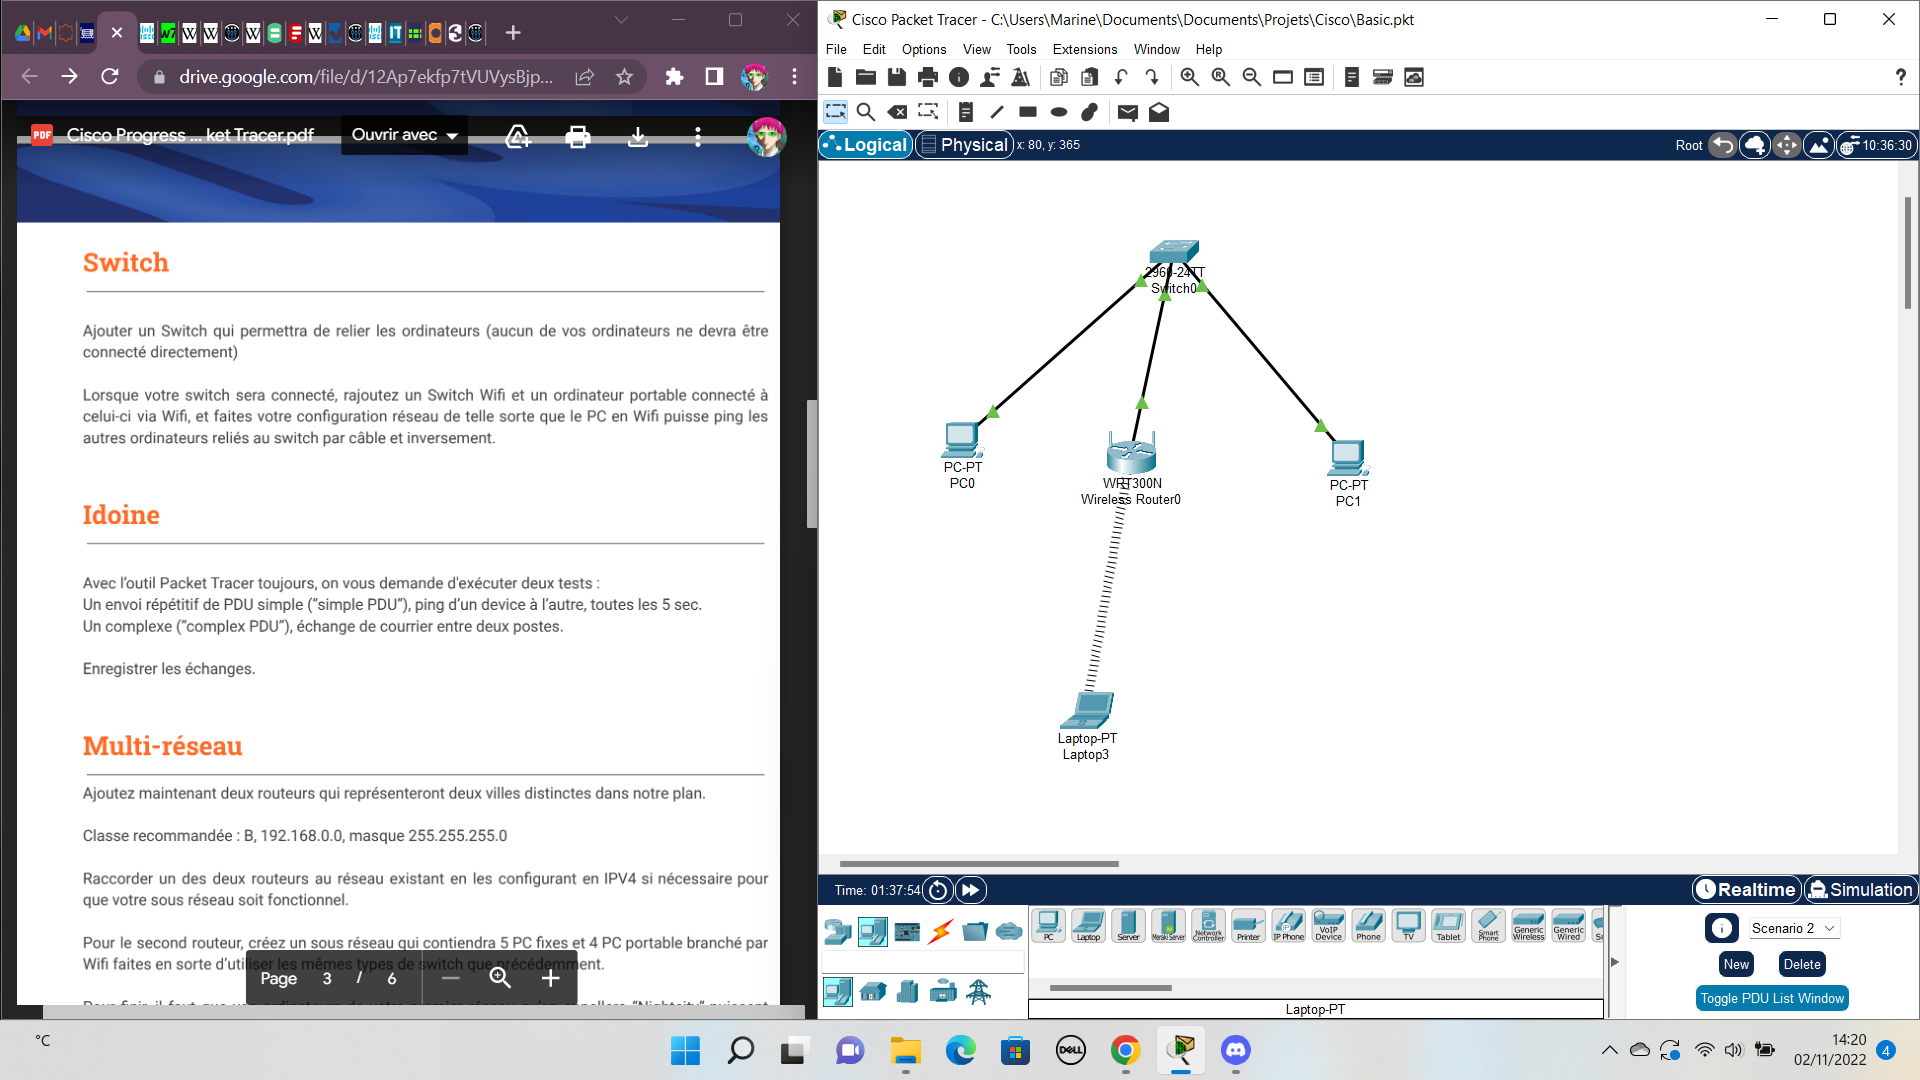 drive.google.com/file/d/12Ap7ekfp7tVUVysBjp...
PDF
Cisco Progress ... ket Tracer.pdf
Ouvrir avec
Switch
Ajouter un Switch qui permettra de relier les ordinateurs (aucun de vos ordinateurs ne devra être
connecté directement)
Lorsque votre switch sera connecté, rajoutez un Switch Wifi et un ordinateur portable connecté à
celui-ci via Wifi, et faites votre configuration réseau de telle sorte que le PC en Wifi puisse ping les
autres ordinateurs reliés au switch par câble et inversement.
Idoine
Avec l'outil Packet Tracer toujours, on vous demande d'exécuter deux tests :
Un envoi répétitif de PDU simple ("simple PDU"), ping d'un device à l'autre, toutes les 5 sec.
Un complexe ("complex PDU"), échange de courrier entre deux postes.
Enregistrer les échanges.
Multi-réseau
Ajoutez maintenant deux routeurs qui représenteront deux villes distinctes dans notre plan.
Classe recommandée : B, 192.168.0.0, masque 255.255.255.0
Raccorder un des deux routeurs au réseau existant en les configurant en IPV4 si nécessaire pour
que votre sous réseau soit fonctionnel.
Pour le second routeur, créez un sous réseau qui contiendra 5 PC fixes et 4 PC portable branché par
Wifi faites en sorte d'utiliser les mêmes types de switch que précédemment.
Page 3 / 6
Cisco Packet Tracer - C:\Users\Marine\Documents\Documents\Projets\Cisco\Basic.pkt
File Edit Options View Tools Extensions Window Help
Logical Physical x: 80, y: 365
Root 10:36:30
2960-24TT
Switch0
PC-PT
PC0
WRT300N
Wireless Router0
PC-PT
PC1
Laptop-PT
Laptop3
Time: 01:37:54
Realtime Simulation
PC
Laptop
Server
Meraki Server
Network Controller
Printer
IP Phone
VoIP Device
Phone
TV
Tablet
Smart Phone
Generic Wireless
Generic Wired
Laptop-PT
Scenario 2
New Delete
Toggle PDU List Window
°C
DELL
14:20
02/11/2022
4